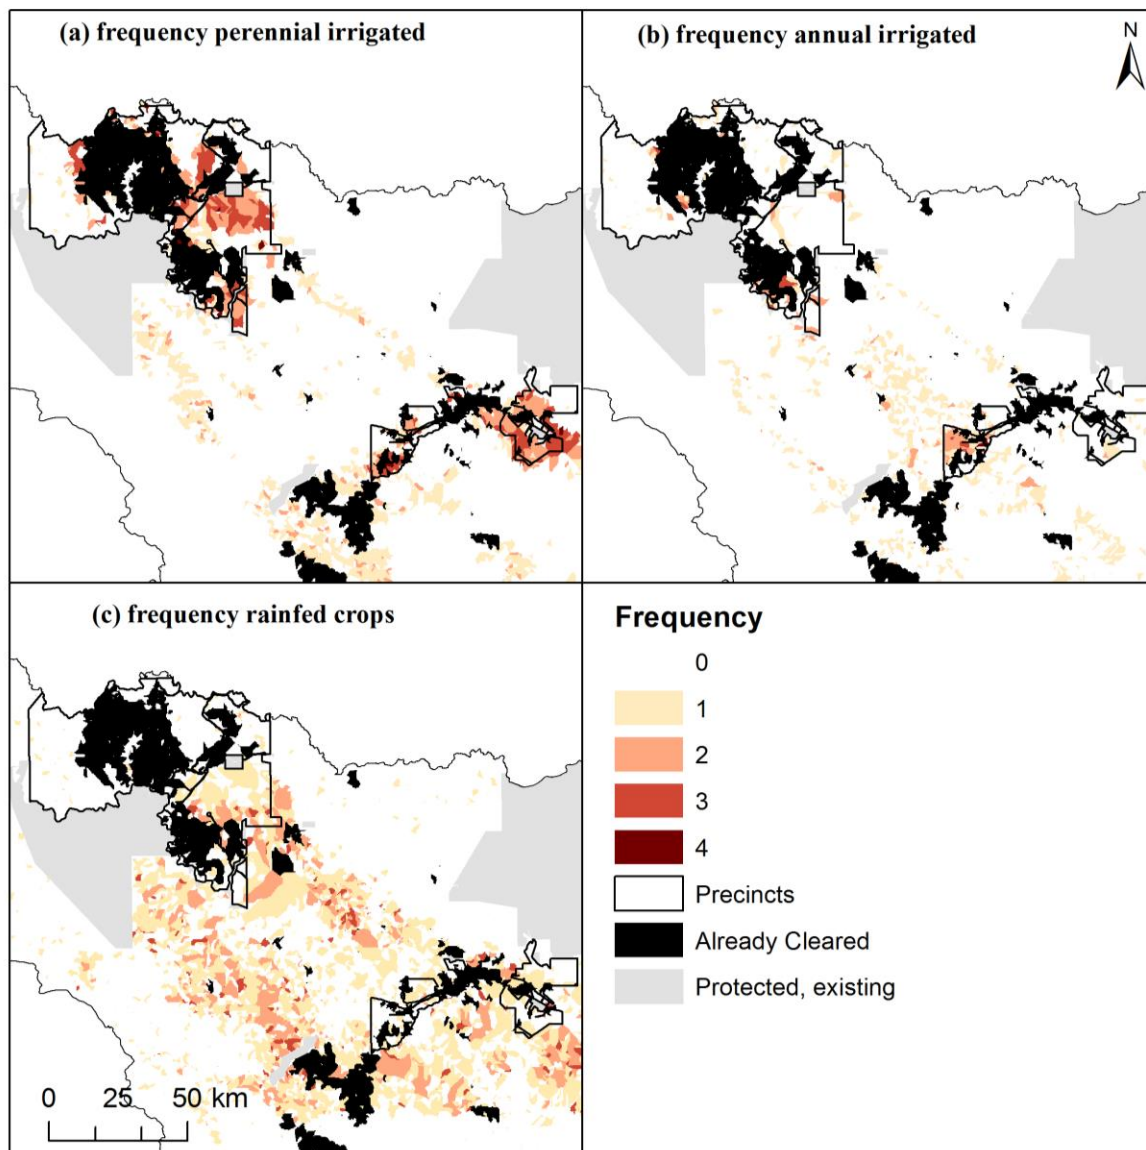 (a) frequency perennial irrigated
(b) frequency annual irrigated
N
(c) frequency rainfed crops
0 25 50 km
Frequency
0
1
2
3
4
Precincts
Already Cleared
Protected, existing